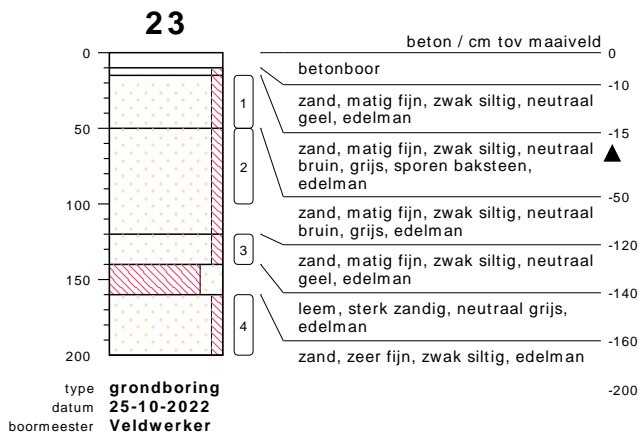 23
beton / cm tov maaiveld
0
0
betonboor
-10
zand, matig fijn, zwak siltig, neutraal
geel, edelman
-15
1
50
zand, matig fijn, zwak siltig, neutraal
bruin, grijs, sporen baksteen,
edelman
-50
2
100
zand, matig fijn, zwak siltig, neutraal
bruin, grijs, edelman
-120
3
zand, matig fijn, zwak siltig, neutraal
geel, edelman
-140
150
leem, sterk zandig, neutraal grijs,
edelman
-160
4
200
zand, zeer fijn, zwak siltig, edelman
-200
type grondboring
datum 25-10-2022
boormeester Veldwerker